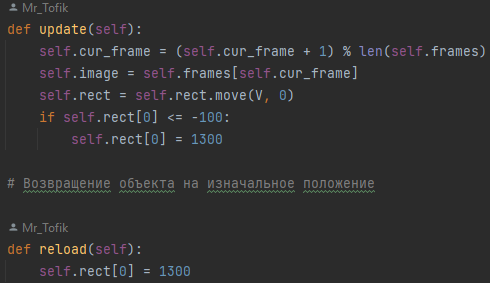 Mr_Tofik
def update(self):
    self.cur_frame = (self.cur_frame + 1) % len(self.frames)
    self.image = self.frames[self.cur_frame]
    self.rect = self.rect.move(V, 0)
    if self.rect[0] <= -100:
        self.rect[0] = 1300
# Возвращение объекта на изначальное положение
Mr_Tofik
def reload(self):
    self.rect[0] = 1300